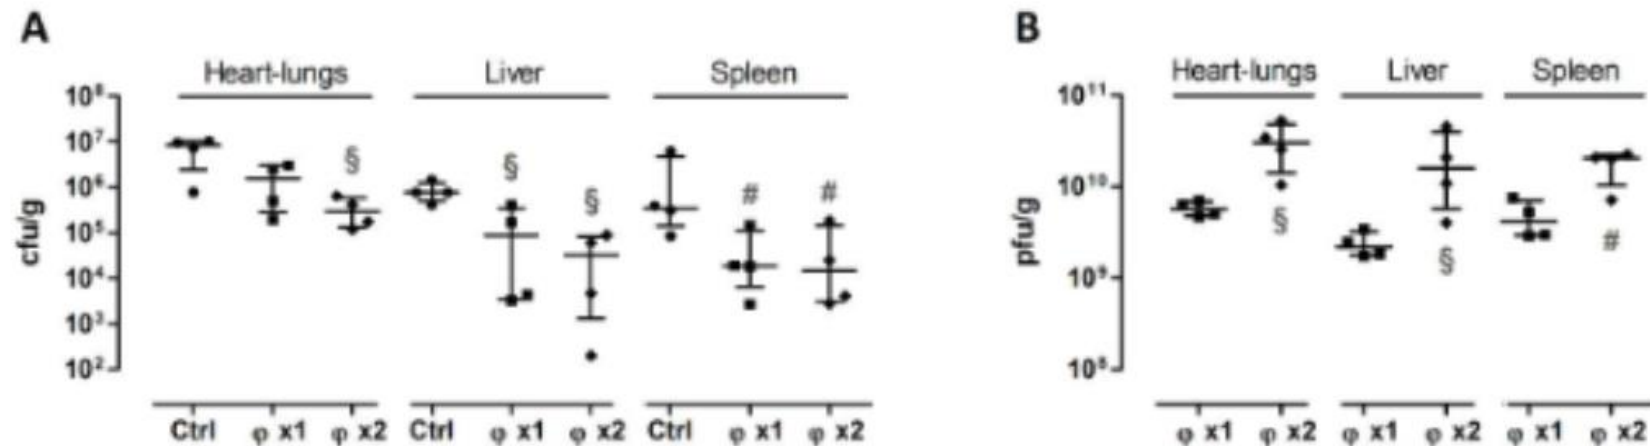 A
Heart-lungs Liver Spleen
10⁸
10⁷
10⁶
10⁵
10⁴
10³
10²
cfu/g
§ § § # #
Ctrl φ x1 φ x2 Ctrl φ x1 φ x2 Ctrl φ x1 φ x2
B
Heart-lungs Liver Spleen
10¹¹
10¹⁰
10⁹
10⁸
pfu/g
§ § #
φ x1 φ x2 φ x1 φ x2 φ x1 φ x2